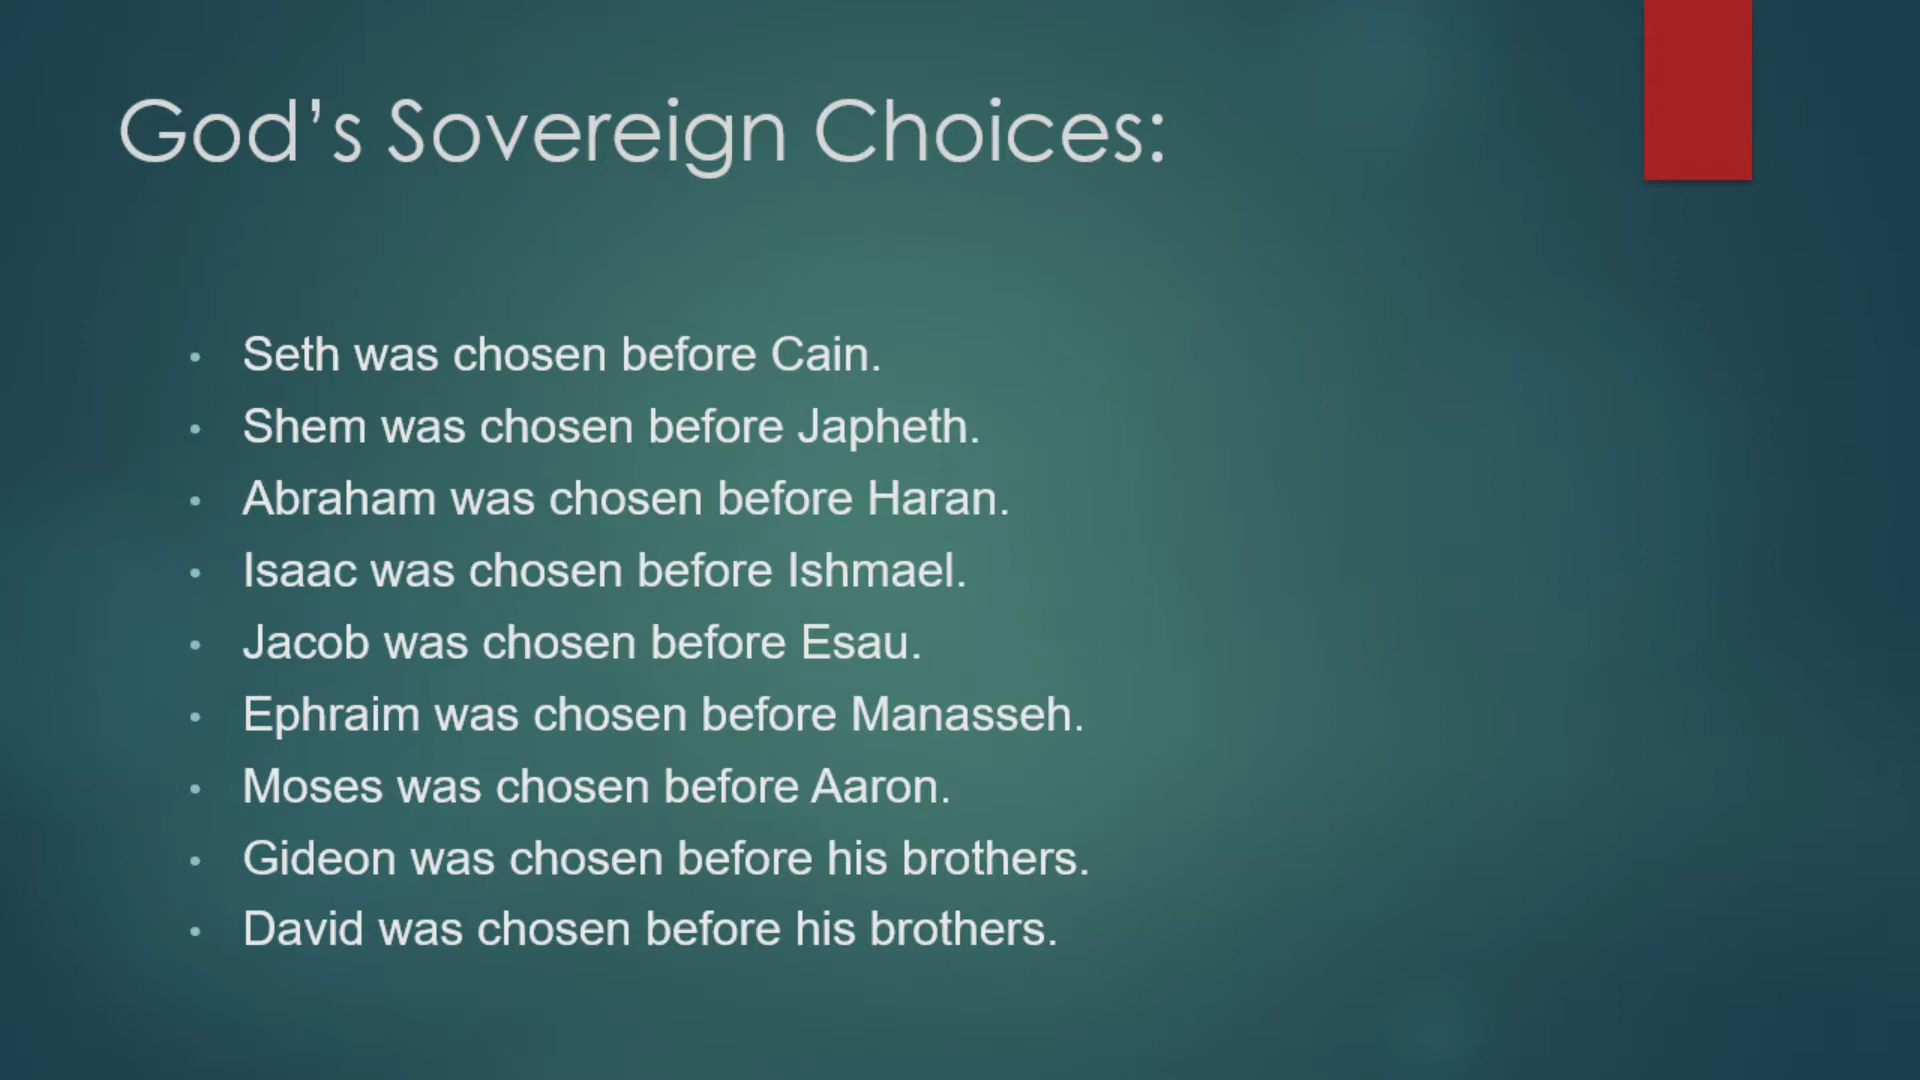 God’s Sovereign Choices:
• Seth was chosen before Cain.
• Shem was chosen before Japheth.
• Abraham was chosen before Haran.
• Isaac was chosen before Ishmael.
• Jacob was chosen before Esau.
• Ephraim was chosen before Manasseh.
• Moses was chosen before Aaron.
• Gideon was chosen before his brothers.
• David was chosen before his brothers.